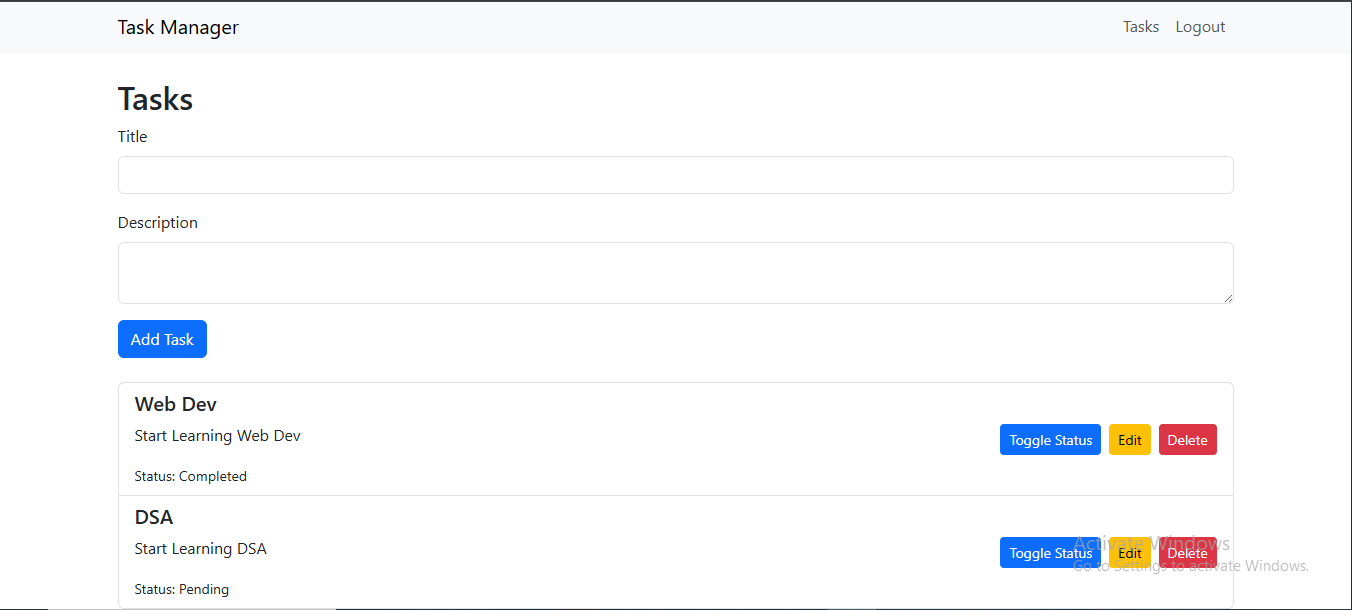 Task Manager Tasks Logout
Tasks
Title
Description
Add Task
Web Dev
Start Learning Web Dev
Toggle Status Edit Delete
Status: Completed
DSA
Start Learning DSA
Toggle Status Edit Delete
Status: Pending
Activate Windows
Go to Settings to activate Windows.